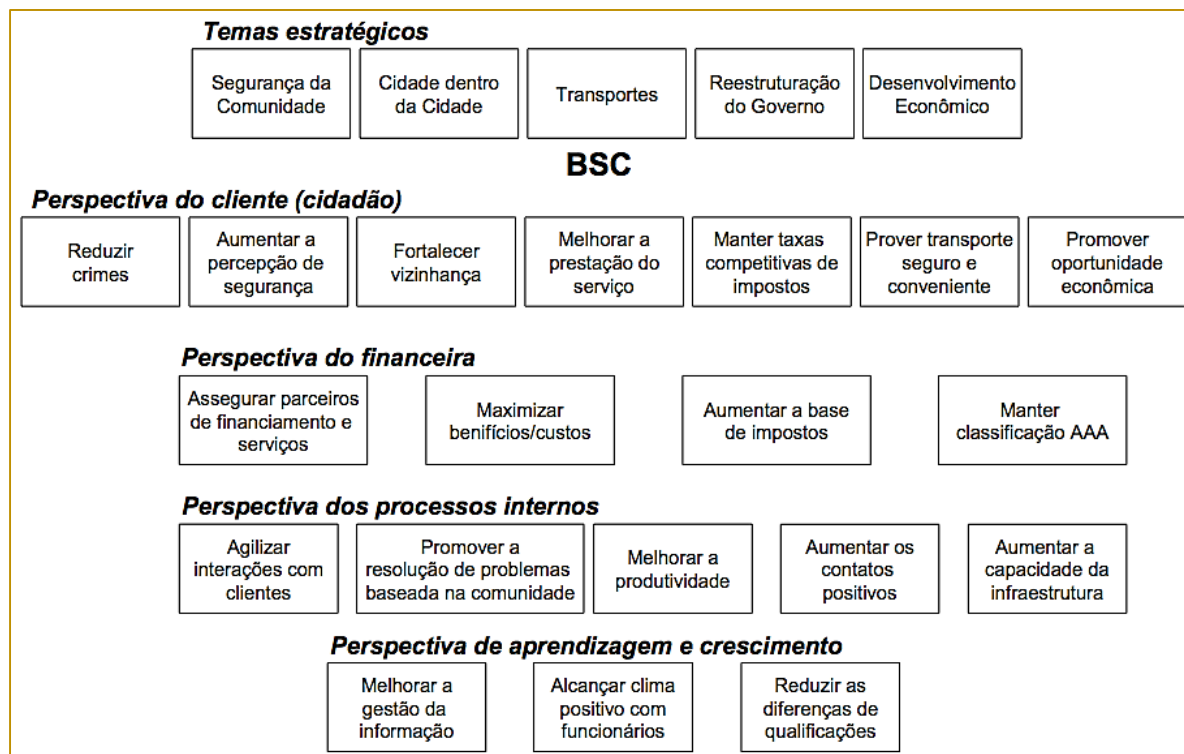 Temas estratégicos
Segurança da
Comunidade
Cidade dentro
da Cidade
Transportes
Reestruturação
do Governo
Desenvolvimento
Econômico
BSC
Perspectiva do cliente (cidadão)
Reduzir
crimes
Aumentar a
percepção de
segurança
Fortalecer
vizinhança
Melhorar a
prestação do
serviço
Manter taxas
competitivas de
impostos
Prover transporte
seguro e
conveniente
Promover
oportunidade
econômica
Perspectiva do financeira
Assegurar parceiros
de financiamento e
serviços
Maximizar
benifícios/custos
Aumentar a base
de impostos
Manter
classificação AAA
Perspectiva dos processos internos
Agilizar
interações com
clientes
Promover a
resolução de problemas
baseada na comunidade
Melhorar a
produtividade
Aumentar os
contatos
positivos
Aumentar a
capacidade da
infraestrutura
Perspectiva de aprendizagem e crescimento
Melhorar a
gestão da
informação
Alcançar clima
positivo com
funcionários
Reduzir as
diferenças de
qualificações